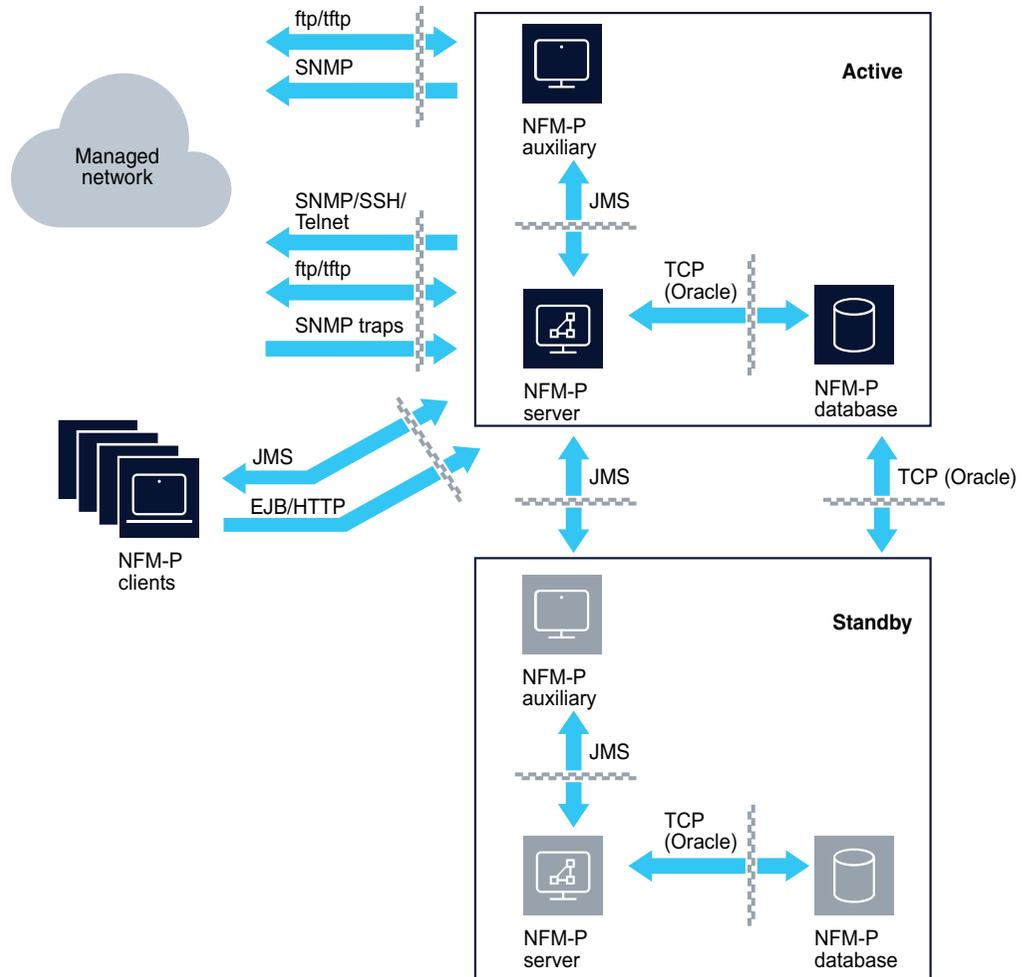 ftp/tftp
SNMP
Active
NFM-P
auxiliary
Managed
network
SNMP/SSH/
Telnet
JMS
ftp/tftp
TCP
(Oracle)
SNMP traps
NFM-P
server
NFM-P
database
JMS
EJB/HTTP
JMS
TCP (Oracle)
NFM-P
clients
Standby
NFM-P
auxiliary
JMS
TCP
(Oracle)
NFM-P
server
NFM-P
database